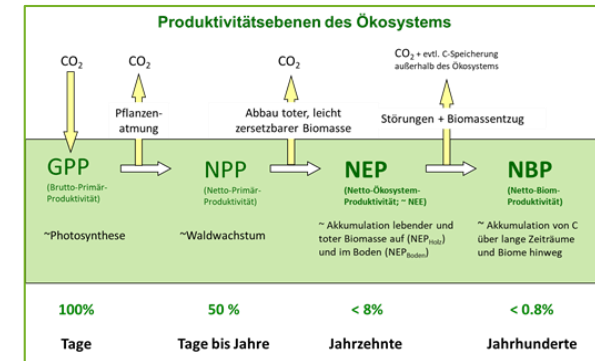 Produktivitätsebenen des Ökosystems
CO2
CO2
CO2
CO2 + evtl. C-Speicherung
außerhalb des Ökosystems
Pflanzen-
atmung
Abbau toter, leicht
zersetzbarer Biomasse
Störungen + Biomassentzug
GPP
(Brutto-Primär-
Produktivität)
~Photosynthese
NPP
(Netto-Primär-
Produktivität)
~Waldwachstum
NEP
(Netto-Ökosystem-
Produktivität; ~ NEE)
~ Akkumulation lebender und
toter Biomasse auf (NEPHolz)
und im Boden (NEPBoden)
NBP
(Netto-Biom-
Produktivität)
~ Akkumulation von C
über lange Zeiträume
und Biome hinweg
100%
50 %
< 8%
< 0.8%
Tage
Tage bis Jahre
Jahrzehnte
Jahrhunderte